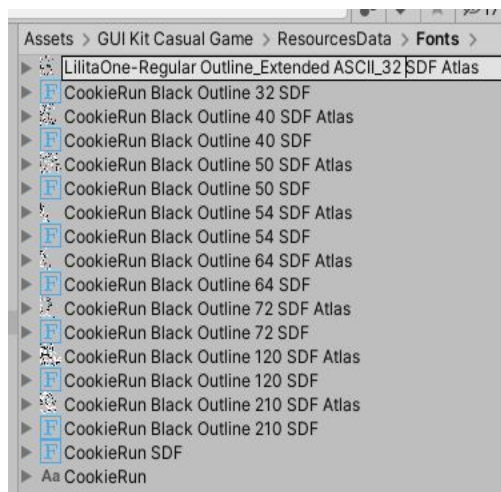 Assets > GUI Kit Casual Game > ResourcesData > Fonts >
LilitaOne-Regular Outline_Extended ASCII_32 SDF Atlas
CookieRun Black Outline 32 SDF
CookieRun Black Outline 40 SDF Atlas
CookieRun Black Outline 40 SDF
CookieRun Black Outline 50 SDF Atlas
CookieRun Black Outline 50 SDF
CookieRun Black Outline 54 SDF Atlas
CookieRun Black Outline 54 SDF
CookieRun Black Outline 64 SDF Atlas
CookieRun Black Outline 64 SDF
CookieRun Black Outline 72 SDF Atlas
CookieRun Black Outline 72 SDF
CookieRun Black Outline 120 SDF Atlas
CookieRun Black Outline 120 SDF
CookieRun Black Outline 210 SDF Atlas
CookieRun Black Outline 210 SDF
CookieRun SDF
Aa CookieRun